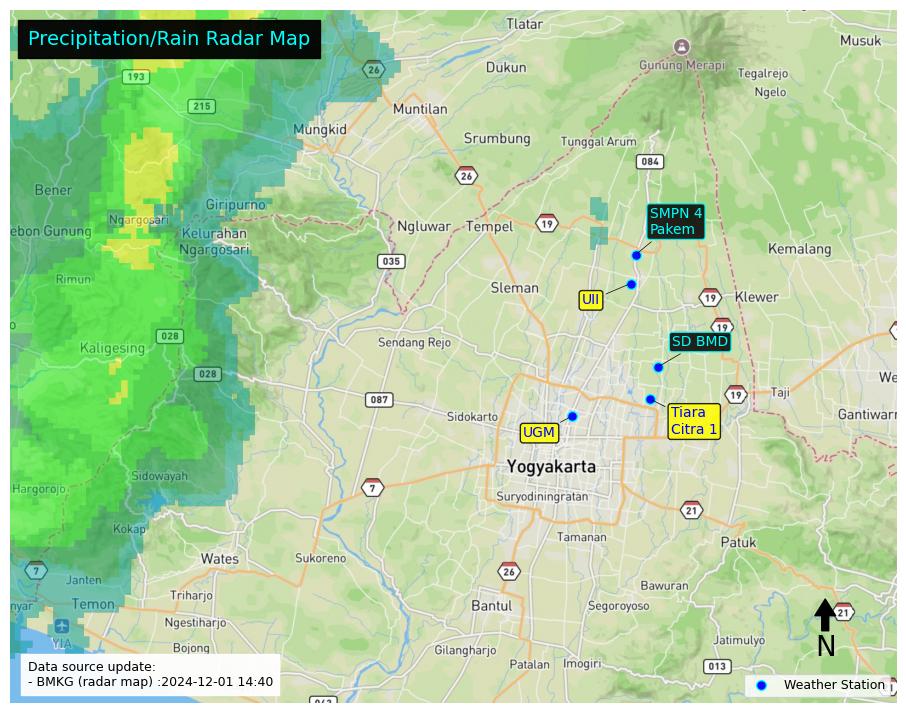 Precipitation/Rain Radar Map
Tlatar
Musuk
26
193
Dukun
Gunung Merapi
Tegalrejo
Ngelo
215
Muntilan
Mungkid
Srumbung
Tunggal Arum
084
26
Bener
Giripurno
SMPN 4
Pakem
Ngargosari
ebon Gunung
Kelurahan
Ngargosari
Ngluwar
Tempel
19
Kemalang
035
Rimun
Sleman
UII
19
Klewer
19
028
Kaligesing
Sendang Rejo
SD BMD
028
We
087
19
Taji
Sidokarto
Tiara
Citra 1
Gantiwarn
UGM
Yogyakarta
Sidowayah
Hargorojo
7
Suryodiningratan
21
Kokap
Tamanan
Patuk
Wates
Sukoreno
7
Janten
26
Bawuran
nyar
Temon
Triharjo
Bantul
Segoroyoso
21
Ngestiharjo
YIA
N
Bojong
Gilangharjo
Jatimulyo
Patalan
Imogiri
013
Data source update:
- BMKG (radar map) :2024-12-01 14:40
Weather Station